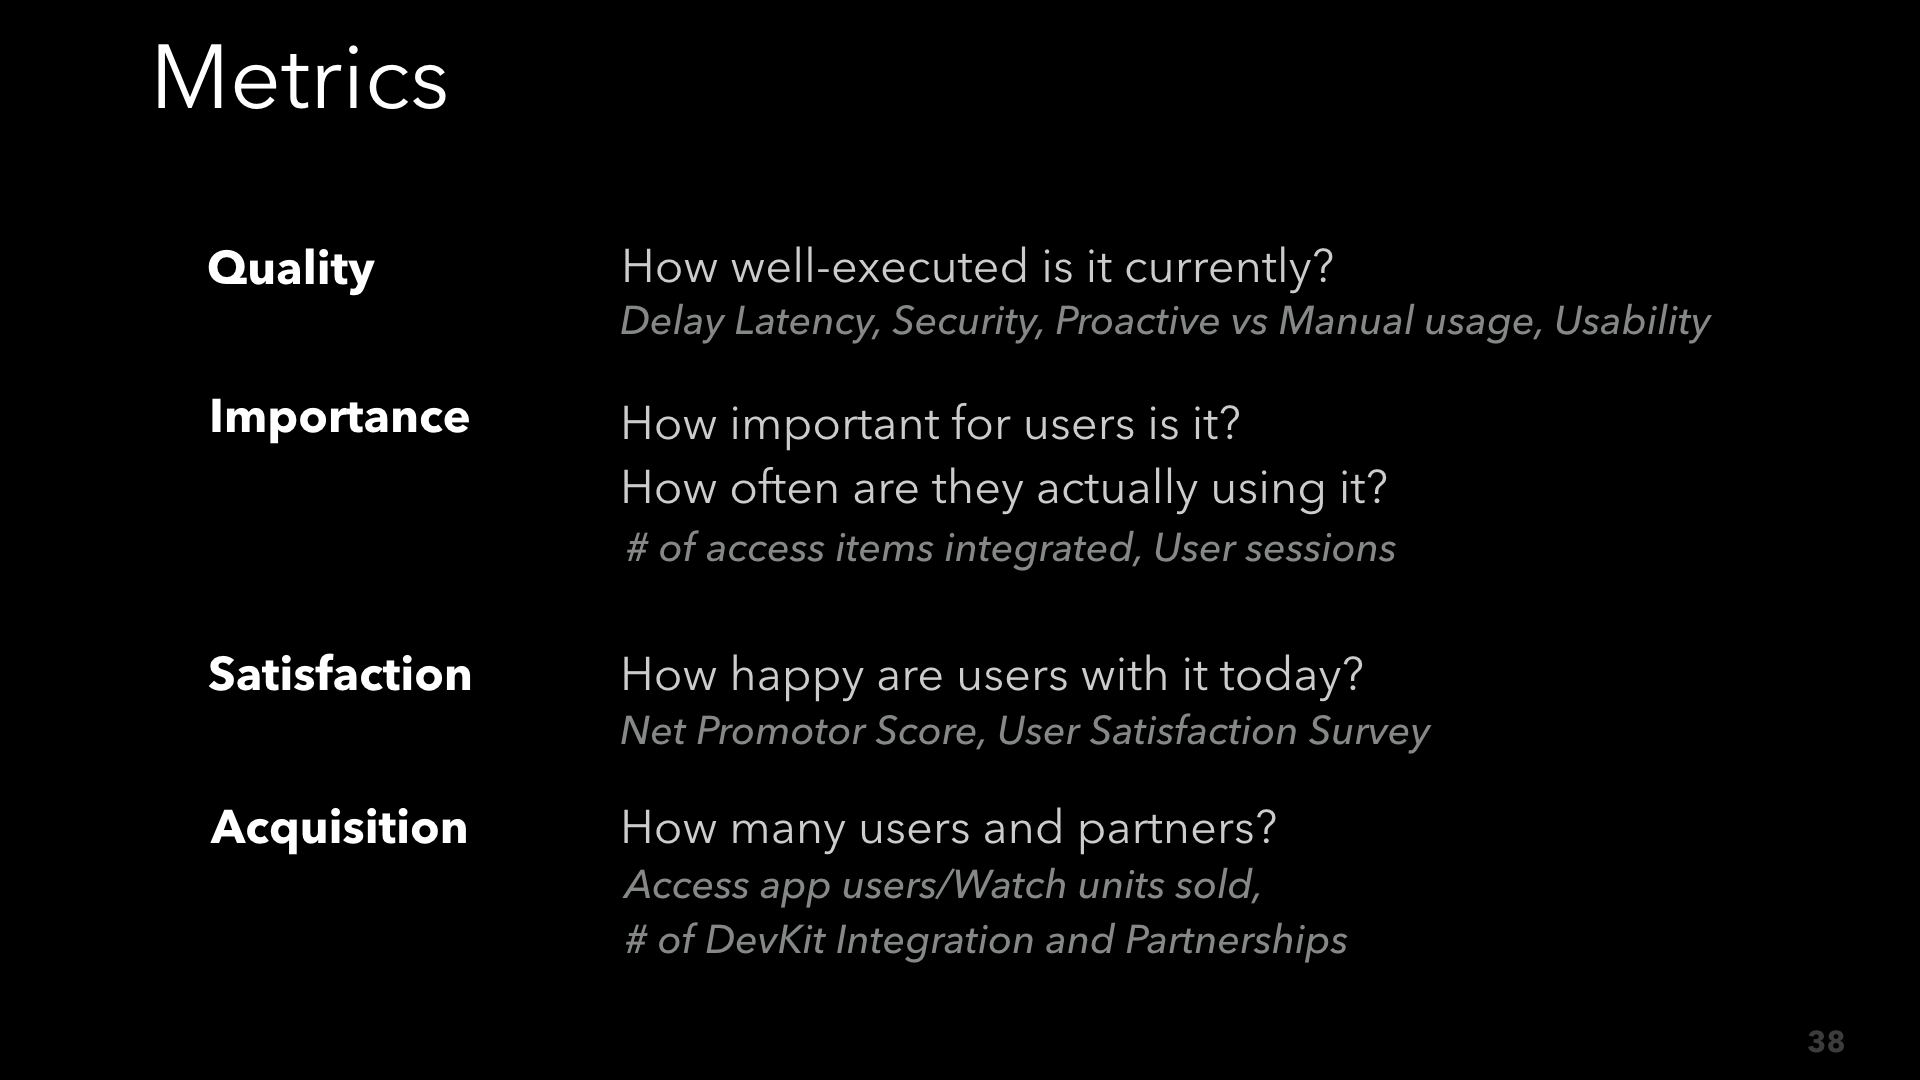 Metrics
Quality
How well-executed is it currently?
Delay Latency, Security, Proactive vs Manual usage, Usability
Importance
How important for users is it?
How often are they actually using it?
# of access items integrated, User sessions
Satisfaction
How happy are users with it today?
Net Promotor Score, User Satisfaction Survey
Acquisition
How many users and partners?
Access app users/Watch units sold,
# of DevKit Integration and Partnerships
38